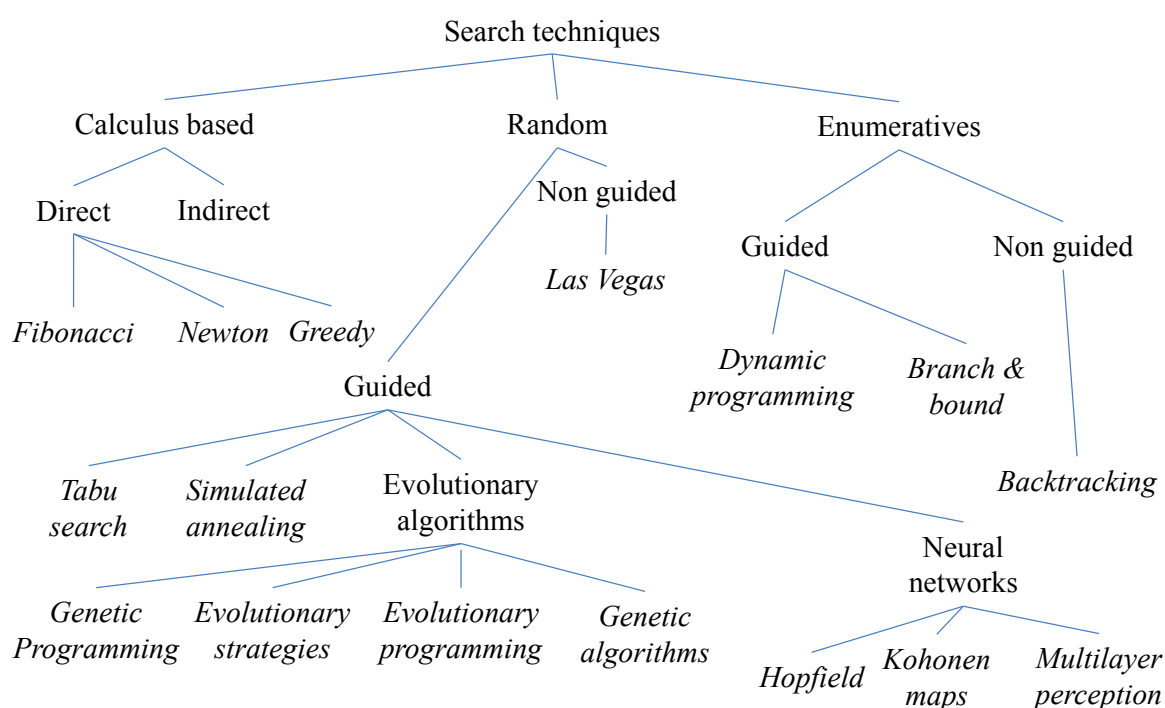 Search techniques
Calculus based
Random
Enumeratives
Non guided
Direct
Indirect
Guided
Non guided
Las Vegas
Fibonacci
Newton
Greedy
Dynamic
programming
Branch &
bound
Guided
Tabu
search
Simulated
annealing
Evolutionary
algorithms
Backtracking
Neural
networks
Genetic
Programming
Evolutionary
strategies
Evolutionary
programming
Genetic
algorithms
Hopfield
Kohonen
maps
Multilayer
perception